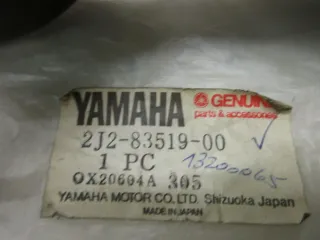 YAMAHA GENUINE
parts & accessories
2J2-83519-00
1 PC 13200065
OX20604A 305
YAMAHA MOTOR CO.LTD. Shizuoka Japan
MADE IN JAPAN